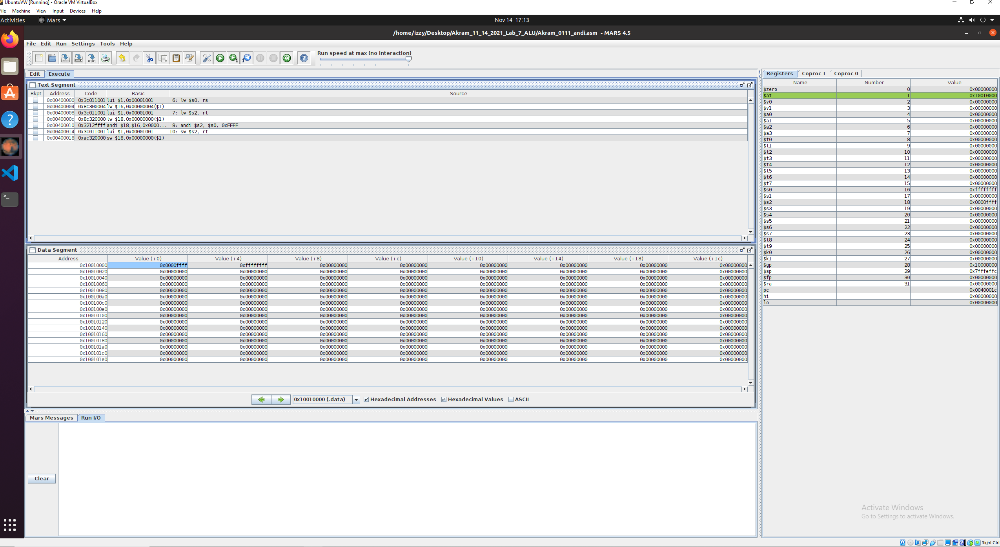 UbuntuVW [Running] - Oracle VM VirtualBox
File Machine View Input Devices Help
Activities Mars Nov 14 17:13
/home/izzy/Desktop/Akram_11_14_2021_Lab_7_ALU/Akram_0111_andi.asm - MARS 4.5
File Edit Run Settings Tools Help
Run speed at max (no interaction)
Edit Execute
Text Segment
Bkpt Address Code Basic Source
0x00400000 0x3c011001 lui $1,0x00001001 6: lw $s0, rs
0x00400004 0x8c300004 lw $16,0x00000004($1)
0x00400008 0x3c011001 lui $1,0x00001001 7: lw $s2, rt
0x0040000c 0x8c320000 lw $18,0x00000000($1)
0x00400010 0x3212ffff andi $18,$16,0x0000... 9: andi $s2, $s0, 0xFFFF
0x00400014 0x3c011001 lui $1,0x00001001 10: sw $s2, rt
0x00400018 0xac320000 sw $18,0x00000000($1)
Data Segment
Address Value (+0) Value (+4) Value (+8) Value (+c) Value (+10) Value (+14) Value (+18) Value (+1c)
0x10010000 0x0000ffff 0xffffffff 0x00000000 0x00000000 0x00000000 0x00000000 0x00000000 0x00000000
0x10010020 0x00000000 0x00000000 0x00000000 0x00000000 0x00000000 0x00000000 0x00000000 0x00000000
0x10010040 0x00000000 0x00000000 0x00000000 0x00000000 0x00000000 0x00000000 0x00000000 0x00000000
0x10010060 0x00000000 0x00000000 0x00000000 0x00000000 0x00000000 0x00000000 0x00000000 0x00000000
0x10010080 0x00000000 0x00000000 0x00000000 0x00000000 0x00000000 0x00000000 0x00000000 0x00000000
0x100100a0 0x00000000 0x00000000 0x00000000 0x00000000 0x00000000 0x00000000 0x00000000 0x00000000
0x100100c0 0x00000000 0x00000000 0x00000000 0x00000000 0x00000000 0x00000000 0x00000000 0x00000000
0x100100e0 0x00000000 0x00000000 0x00000000 0x00000000 0x00000000 0x00000000 0x00000000 0x00000000
0x10010100 0x00000000 0x00000000 0x00000000 0x00000000 0x00000000 0x00000000 0x00000000 0x00000000
0x10010120 0x00000000 0x00000000 0x00000000 0x00000000 0x00000000 0x00000000 0x00000000 0x00000000
0x10010140 0x00000000 0x00000000 0x00000000 0x00000000 0x00000000 0x00000000 0x00000000 0x00000000
0x10010160 0x00000000 0x00000000 0x00000000 0x00000000 0x00000000 0x00000000 0x00000000 0x00000000
0x10010180 0x00000000 0x00000000 0x00000000 0x00000000 0x00000000 0x00000000 0x00000000 0x00000000
0x100101a0 0x00000000 0x00000000 0x00000000 0x00000000 0x00000000 0x00000000 0x00000000 0x00000000
0x100101c0 0x00000000 0x00000000 0x00000000 0x00000000 0x00000000 0x00000000 0x00000000 0x00000000
0x100101e0 0x00000000 0x00000000 0x00000000 0x00000000 0x00000000 0x00000000 0x00000000 0x00000000
0x10010000 (.data) Hexadecimal Addresses Hexadecimal Values ASCII
Mars Messages Run I/O
Clear
Registers Coproc 1 Coproc 0
Name Number Value
$zero 0 0x00000000
$at 1 0x10010000
$v0 2 0x00000000
$v1 3 0x00000000
$a0 4 0x00000000
$a1 5 0x00000000
$a2 6 0x00000000
$a3 7 0x00000000
$t0 8 0x00000000
$t1 9 0x00000000
$t2 10 0x00000000
$t3 11 0x00000000
$t4 12 0x00000000
$t5 13 0x00000000
$t6 14 0x00000000
$t7 15 0x00000000
$s0 16 0xffffffff
$s1 17 0x00000000
$s2 18 0x0000ffff
$s3 19 0x00000000
$s4 20 0x00000000
$s5 21 0x00000000
$s6 22 0x00000000
$s7 23 0x00000000
$t8 24 0x00000000
$t9 25 0x00000000
$k0 26 0x00000000
$k1 27 0x00000000
$gp 28 0x10008000
$sp 29 0x7fffeffc
$fp 30 0x00000000
$ra 31 0x00000000
pc 0x0040001c
hi 0x00000000
lo 0x00000000
Activate Windows
Go to Settings to activate Windows.
Right Ctrl